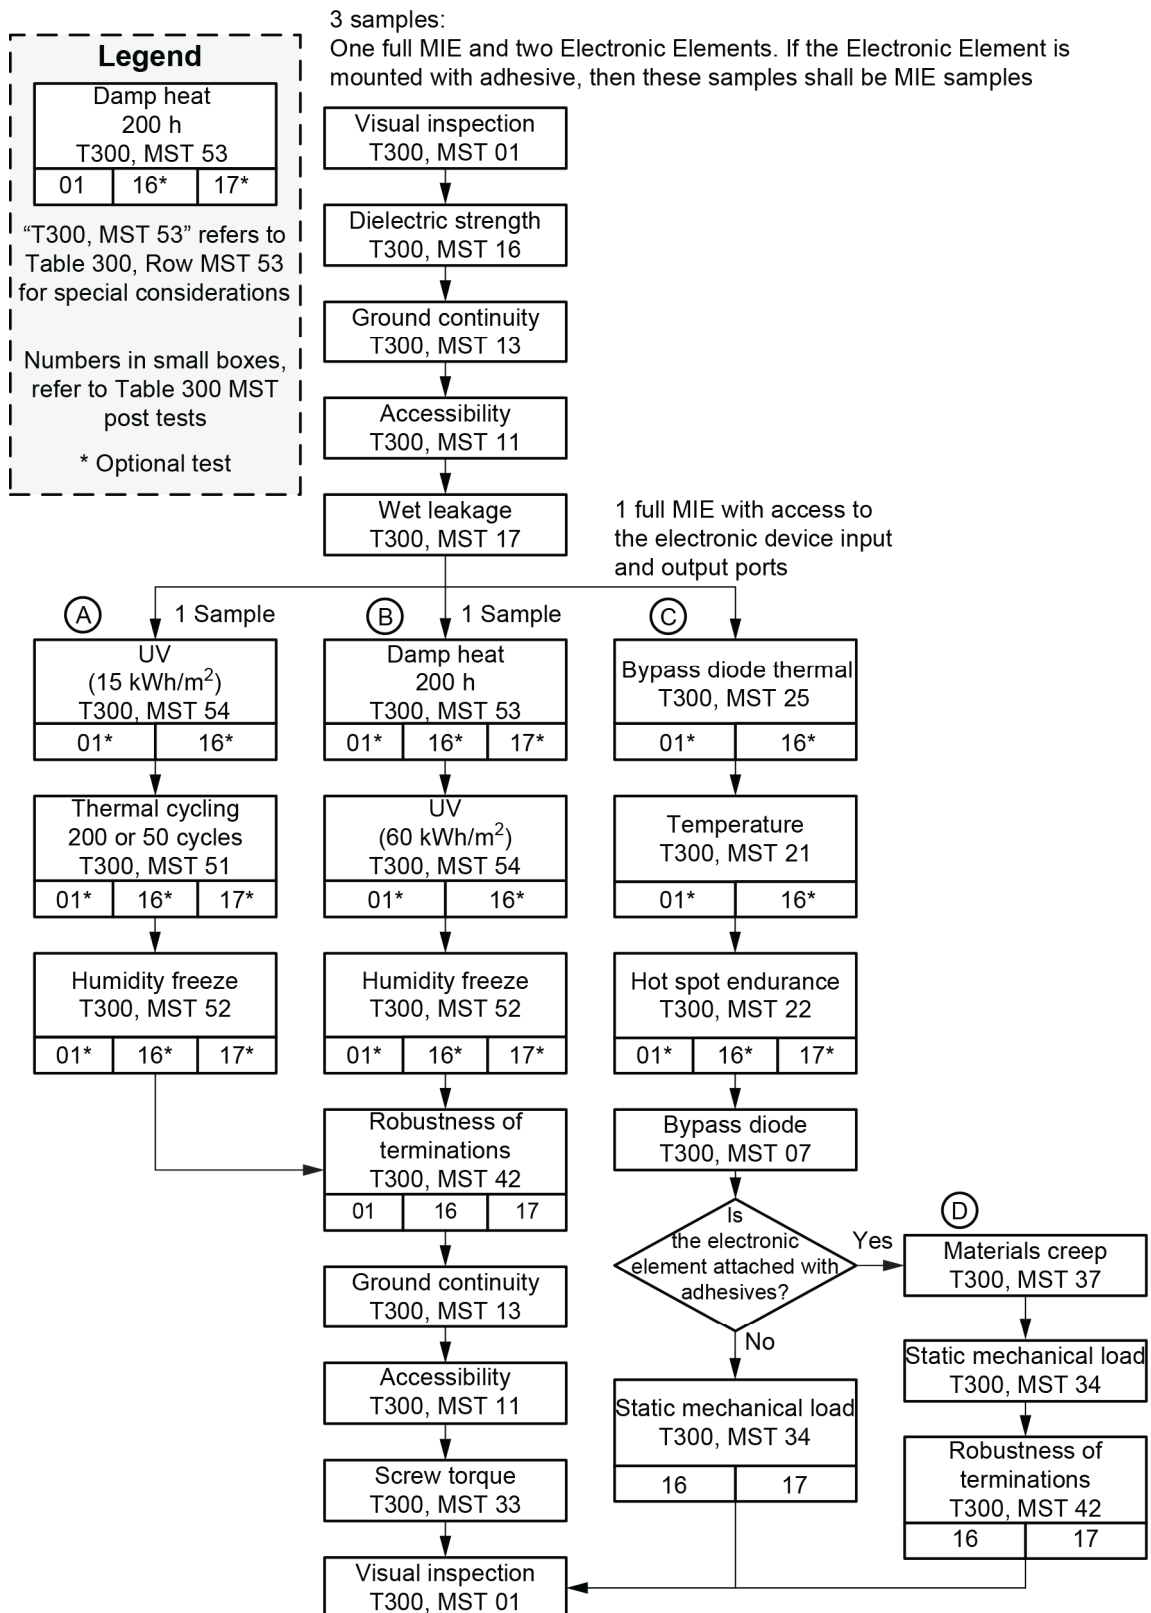 3 samples:
One full MIE and two Electronic Elements. If the Electronic Element is
mounted with adhesive, then these samples shall be MIE samples
Legend
Damp heat
200 h
T300, MST 53
01 16* 17*
“T300, MST 53” refers to
Table 300, Row MST 53
for special considerations
Numbers in small boxes,
refer to Table 300 MST
post tests
* Optional test
Visual inspection
T300, MST 01
Dielectric strength
T300, MST 16
Ground continuity
T300, MST 13
Accessibility
T300, MST 11
Wet leakage
T300, MST 17
1 full MIE with access to
the electronic device input
and output ports
A 1 Sample
UV
(15 kWh/m²)
T300, MST 54
01* 16*
Thermal cycling
200 or 50 cycles
T300, MST 51
01* 16* 17*
Humidity freeze
T300, MST 52
01* 16* 17*
B 1 Sample
Damp heat
200 h
T300, MST 53
01* 16* 17*
UV
(60 kWh/m²)
T300, MST 54
01* 16*
Humidity freeze
T300, MST 52
01* 16* 17*
Robustness of
terminations
T300, MST 42
01 16 17
Ground continuity
T300, MST 13
Accessibility
T300, MST 11
Screw torque
T300, MST 33
Visual inspection
T300, MST 01
C
Bypass diode thermal
T300, MST 25
01* 16*
Temperature
T300, MST 21
01* 16*
Hot spot endurance
T300, MST 22
01* 16* 17*
Bypass diode
T300, MST 07
Is
the electronic
element attached with
adhesives?
Yes
No
Static mechanical load
T300, MST 34
16 17
D
Materials creep
T300, MST 37
Static mechanical load
T300, MST 34
Robustness of
terminations
T300, MST 42
16 17